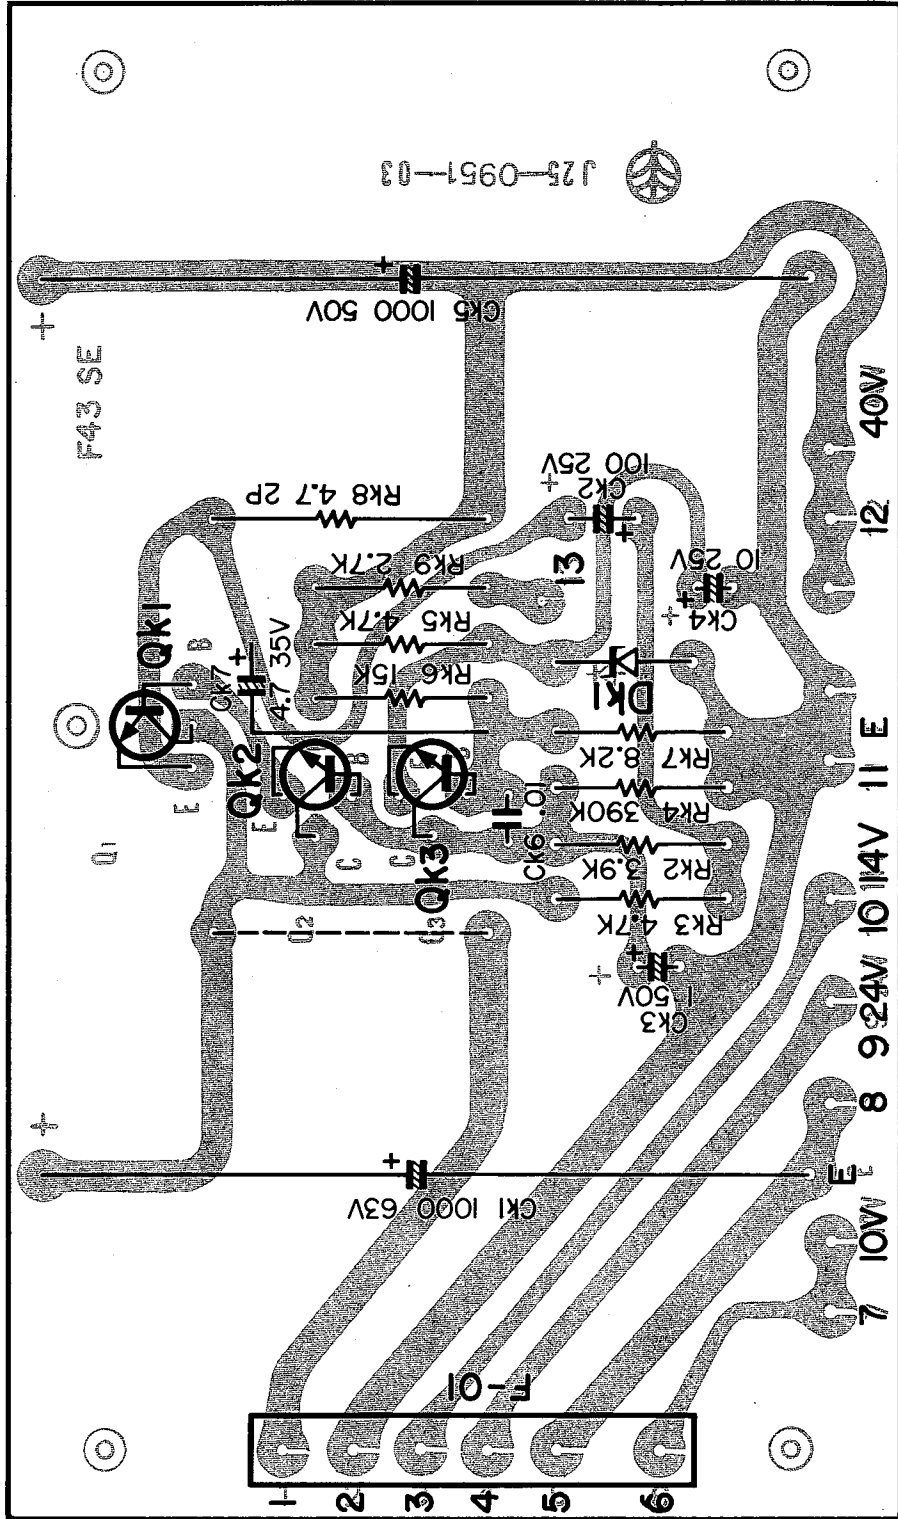 J25-0951-03
+
Ck5 1000 50V
+
F43 SE
40V
+
Ck2
100 25V
+
Rk8 4.7 2P
12
13
10 25V
Ck4
+
+
Rk9
2.7K
Rk5
4.7K
Rk6
15K
Qk1
B
Ck7
+
4.7 35V
Dk1
E
Rk7
8.2K
Qk2
B
E
E
11
Rk4
390K
Q1
Ck6 .01
C
C
Qk3
14V
Rk2
3.9K
Rk3 4.7K
10
Q2
Q3
+
+
1 50V
Ck3
24V
9
8
+
+
Ck1 1000 63V
E
E
10V
7
F-01
1
2
3
4
5
6